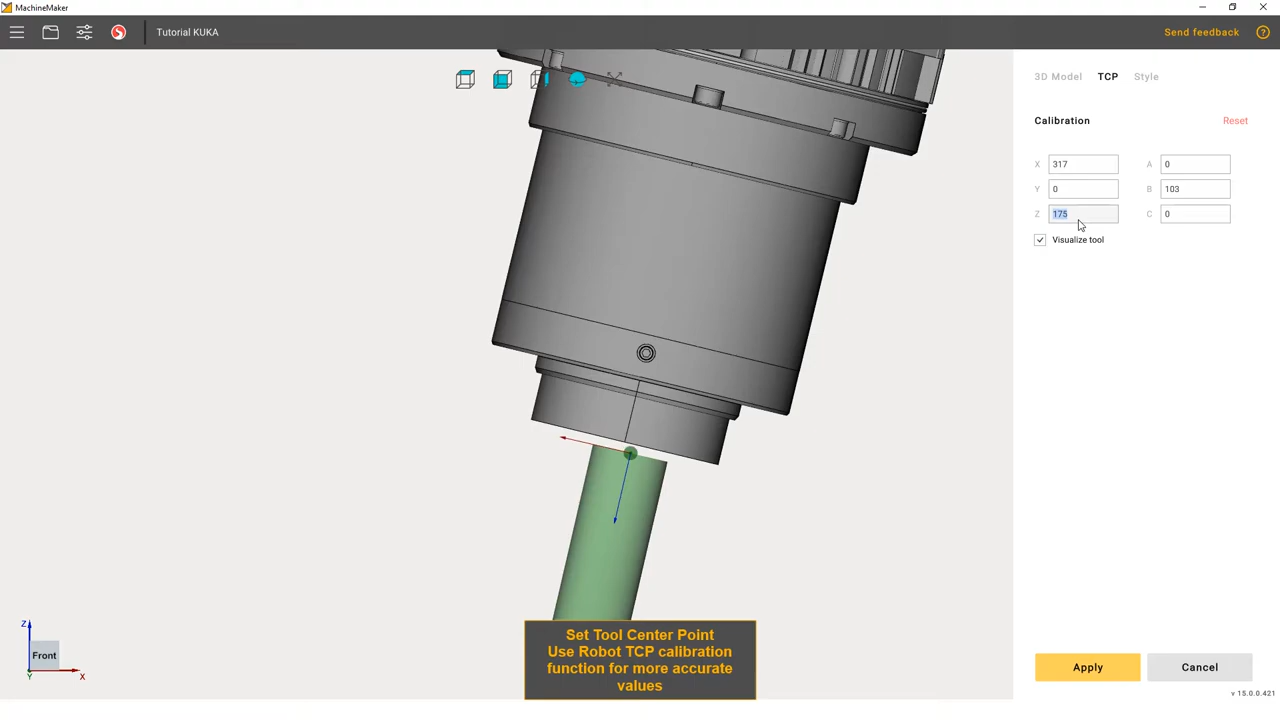 MachineMaker
Tutorial KUKA
Send feedback
?
3D Model TCP Style
Calibration
Reset
X 317 A 0
Y 0 B 103
Z 175 C 0
Visualize tool
Z
Front
Y X
Set Tool Center Point
Use Robot TCP calibration
function for more accurate
values
Apply Cancel
v 15.0.0.421